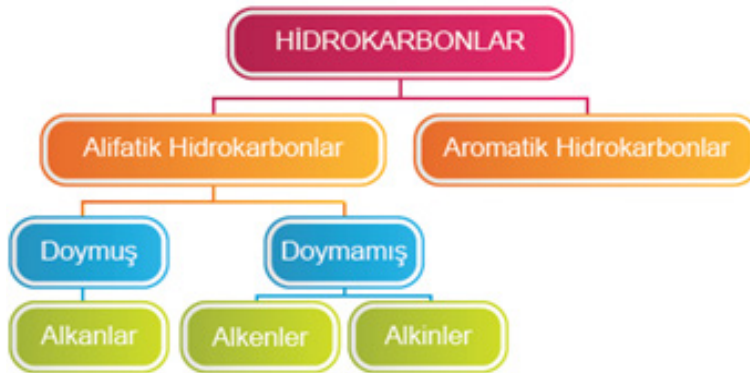 HİDROKARBONLAR
Alifatik Hidrokarbonlar
Aromatik Hidrokarbonlar
Doymuş
Doymamış
Alkanlar
Alkenler
Alkinler